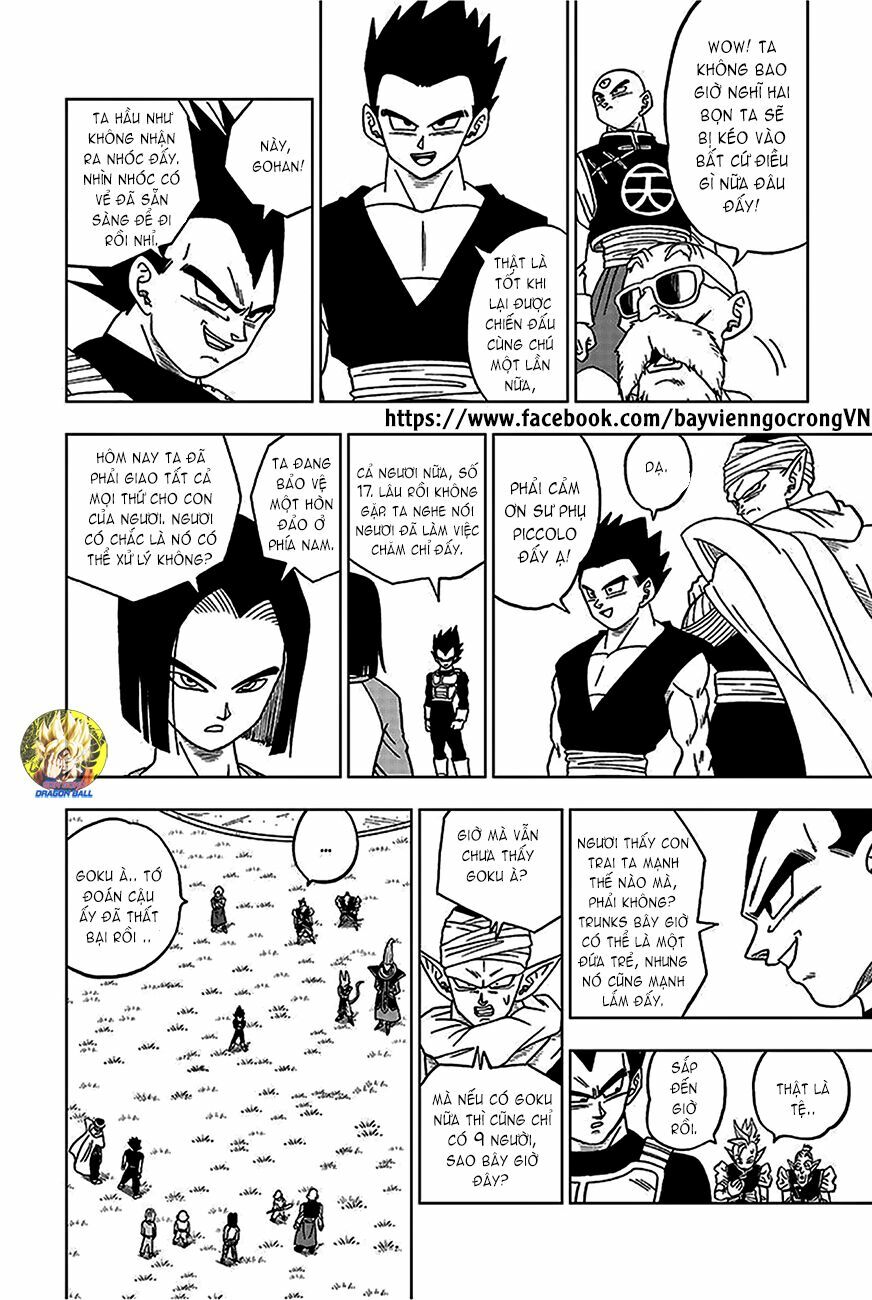 WOW! TA
KHÔNG BAO
GIỜ NGHĨ HAI
BỌN TA SẼ
BỊ KÉO VÀO
BẤT CỨ ĐIỀU
GÌ NỮA ĐÂU
ĐẤY!
天
THẬT LÀ
TỐT KHI
LẠI ĐƯỢC
CHIẾN ĐẤU
CÙNG CHÚ
MỘT LẦN
NỮA,
NÀY,
GOHAN!
TA HẦU NHƯ
KHÔNG NHẬN
RA NHÓC ĐẤY.
NHÌN NHÓC CÓ
VẺ ĐÃ SẴN
SÀNG ĐỂ ĐI
RỒI NHỈ.
https://www.facebook.com/bayvienngocrongVN
DẠ.
PHẢI CẢM
ƠN SƯ PHỤ
PICCOLO
ĐẤY Ạ!
CẢ NGƯƠI NỮA, SỐ
17. LÂU RỒI KHÔNG
GẶP. TA NGHE NÓI
NGƯƠI ĐÃ LÀM VIỆC
CHĂM CHỈ ĐẤY.
TA ĐANG
BẢO VỆ
MỘT HÒN
ĐẢO Ở
PHÍA NAM.
HÔM NAY TA ĐÃ
PHẢI GIAO TẤT CẢ
MỌI THỨ CHO CON
CỦA NGƯƠI. NGƯƠI
CÓ CHẮC LÀ NÓ CÓ
THỂ XỬ LÝ KHÔNG?
DRAGON BALL
NGƯƠI THẤY CON
TRAI TA MẠNH
THẾ NÀO MÀ,
PHẢI KHÔNG?
TRUNKS BÂY GIỜ
CÓ THỂ LÀ MỘT
ĐỨA TRẺ, NHƯNG
NÓ CŨNG MẠNH
LẮM ĐẤY.
THẬT LÀ
TỆ..
SẮP
ĐẾN
GIỜ
RỒI.
GIỜ MÀ VẪN
CHƯA THẤY
GOKU À?
MÀ NẾU CÓ GOKU
NỮA THÌ CŨNG CHỈ
CÓ 9 NGƯỜI,
SAO BÂY GIỜ
ĐÂY?
...
GOKU À.. TỚ
ĐOÁN CẬU
ẤY ĐÃ THẤT
BẠI RỒI ..